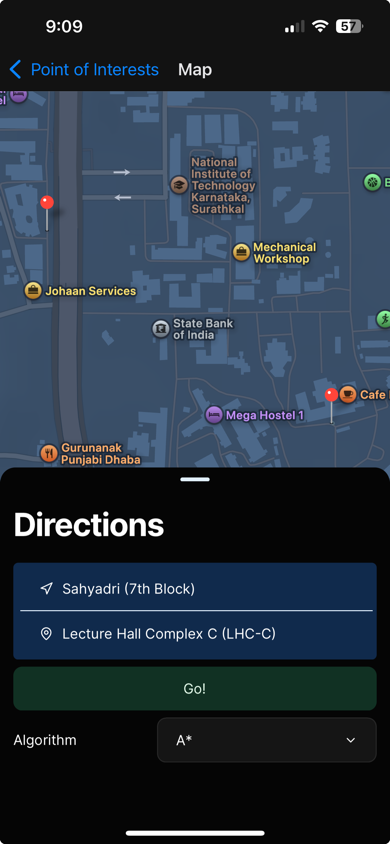 9:09
57
Point of Interests
Map
National
Institute of
Technology
Karnataka,
Surathkal
Mechanical
Workshop
Johaan Services
State Bank
of India
Cafe
Mega Hostel 1
Gurunanak
Punjabi Dhaba
Directions
Sahyadri (7th Block)
Lecture Hall Complex C (LHC-C)
Go!
Algorithm
A*